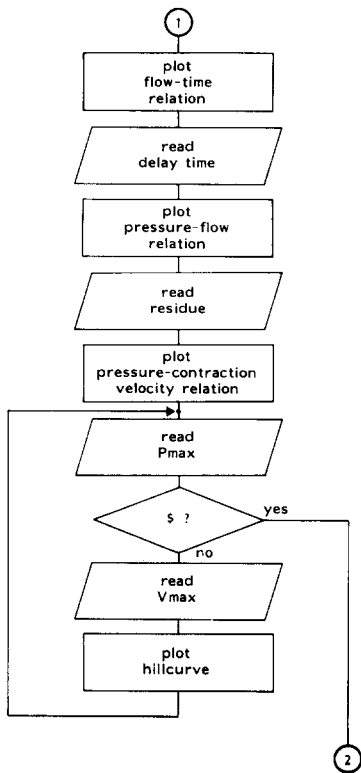 1
plot
flow-time
relation
read
delay time
plot
pressure-flow
relation
read
residue
plot
pressure-contraction
velocity relation
read
Pmax
$ ?
yes
no
read
Vmax
plot
hillcurve
2